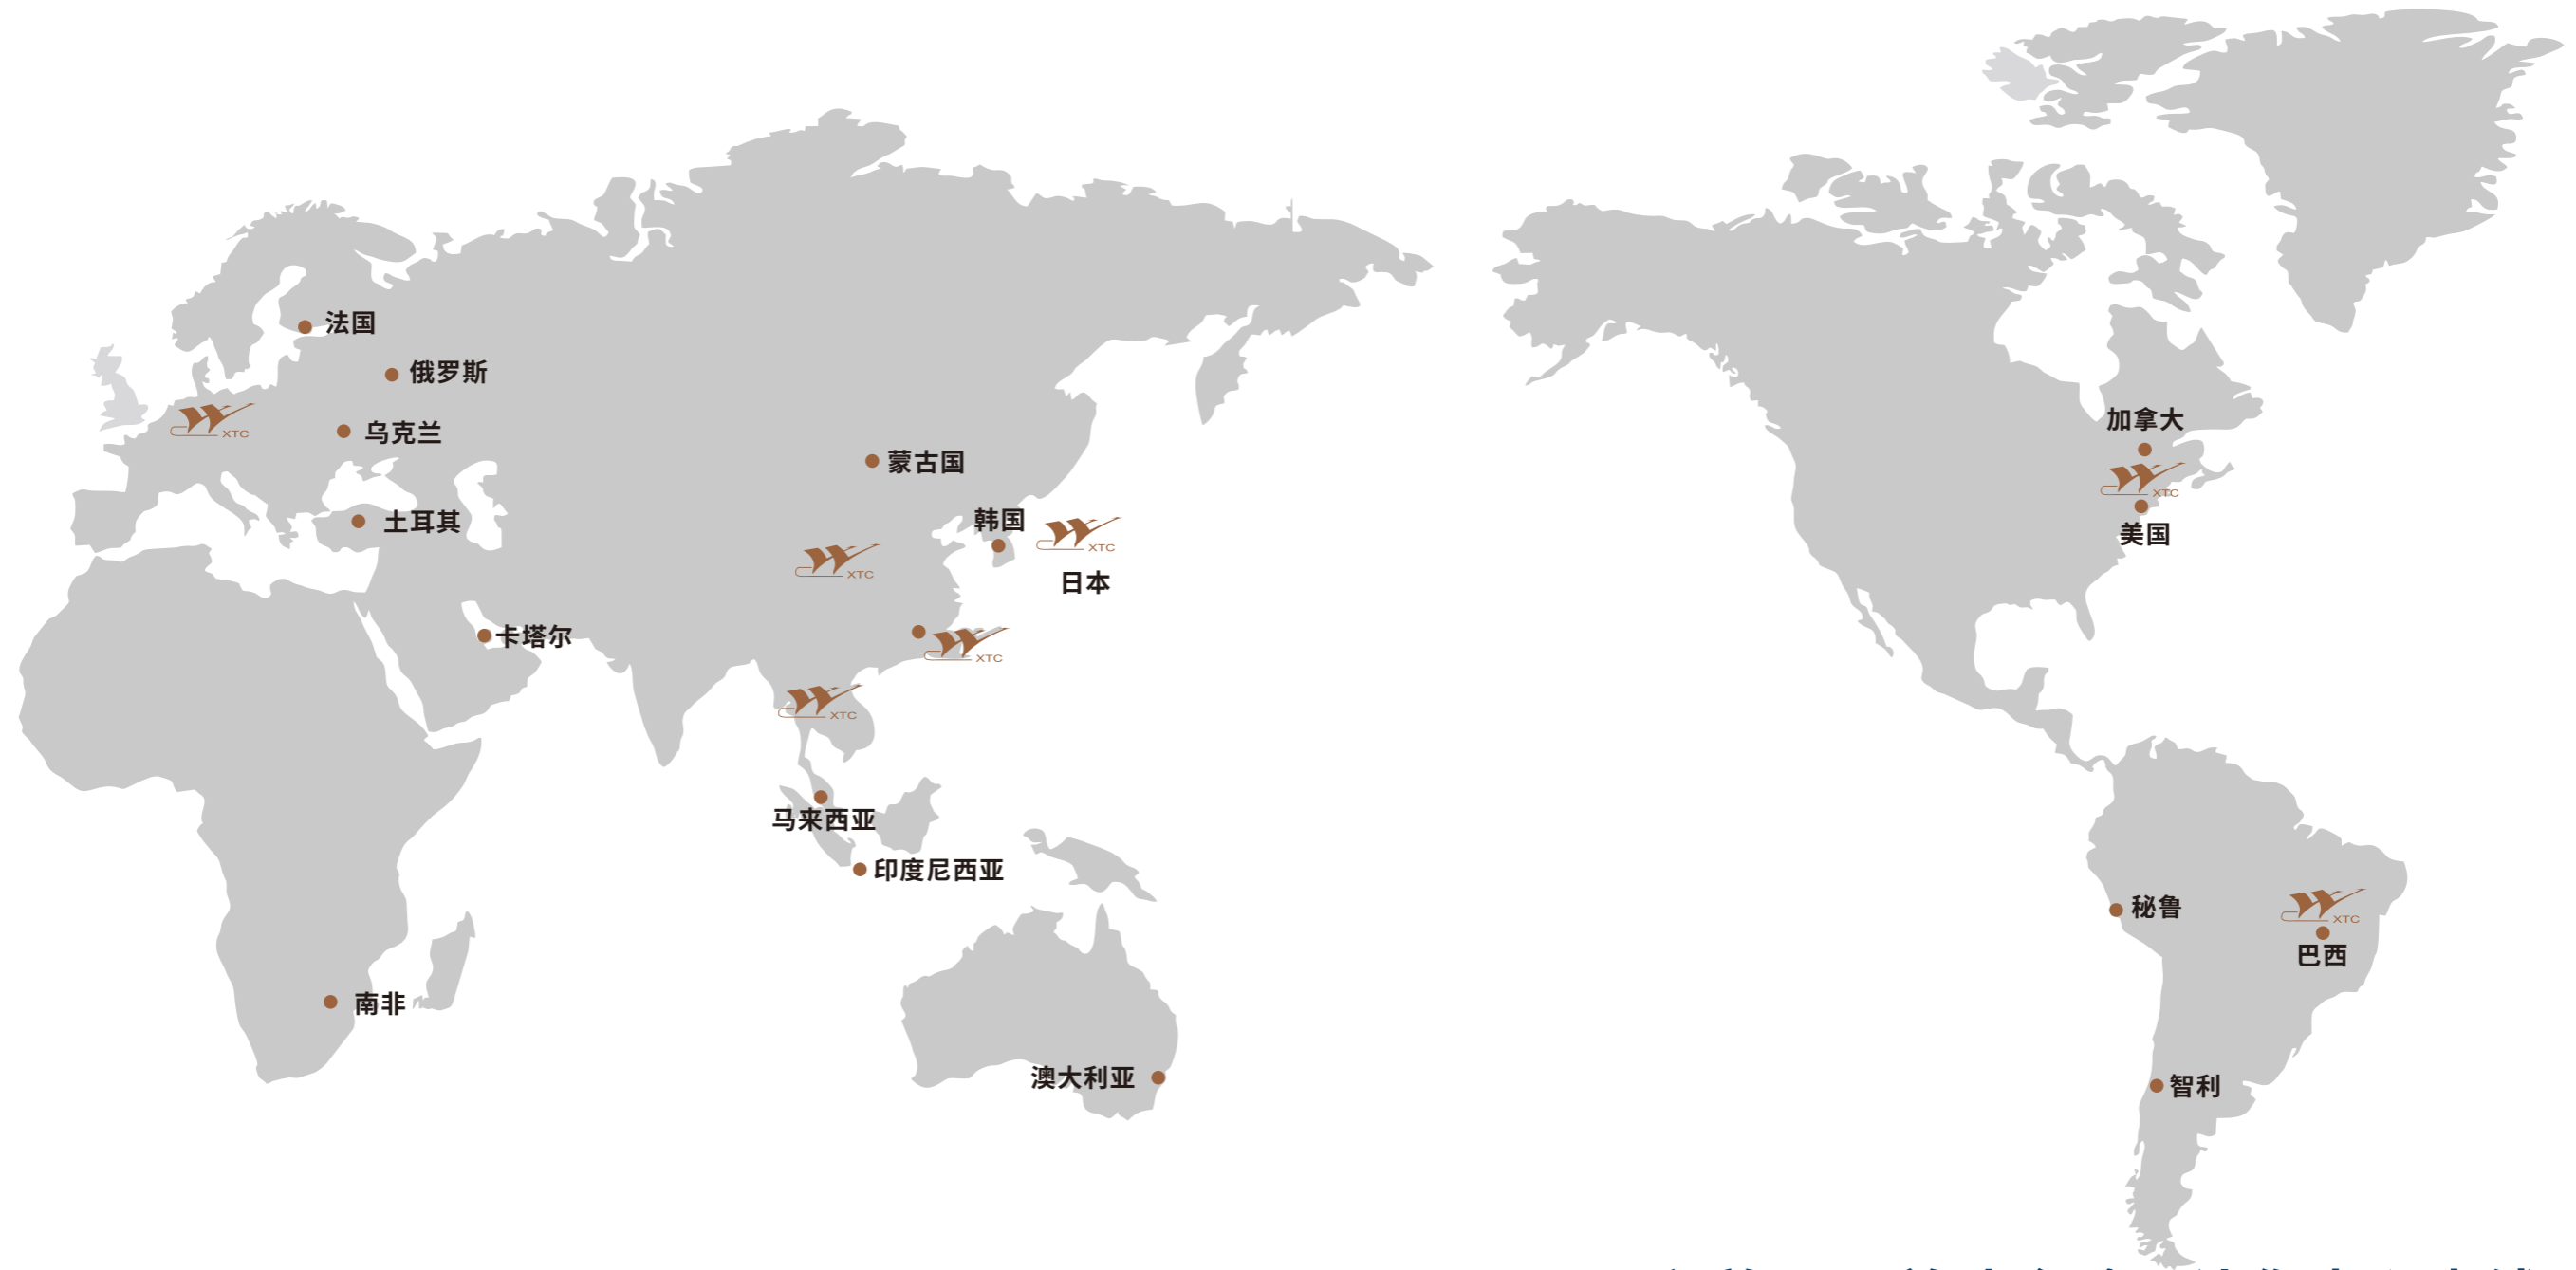 法国
俄罗斯
XTC
乌克兰
加拿大
蒙古国
XTC
韩国
土耳其
XTC
美国
XTC
日本
卡塔尔
XTC
XTC
马来西亚
印度尼西亚
秘鲁
XTC
巴西
南非
澳大利亚
智利